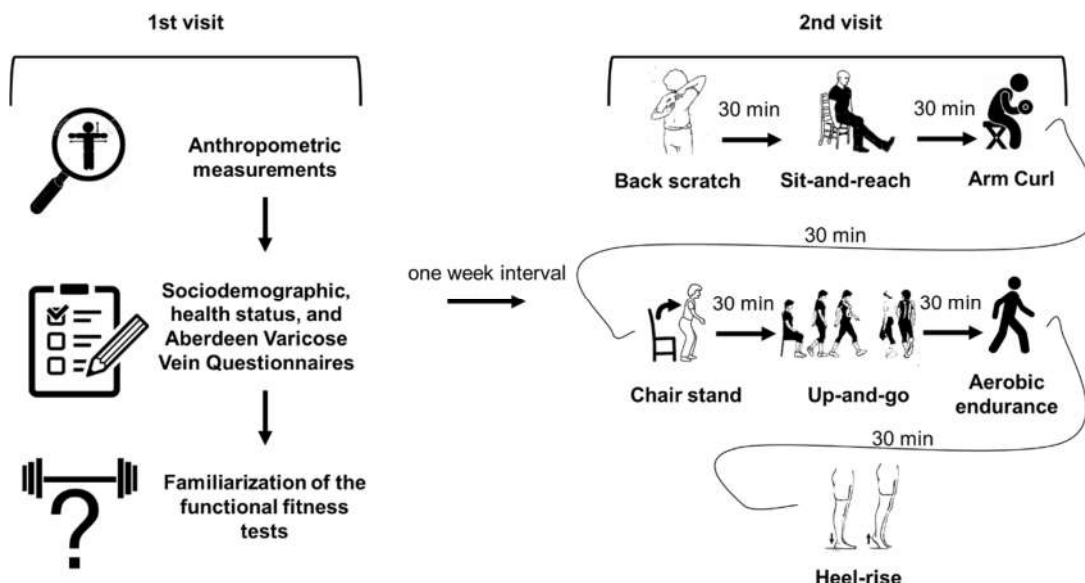 1st visit
Anthropometric
measurements
Sociodemographic,
health status, and
Aberdeen Varicose
Vein Questionnaires
Familiarization of the
functional fitness
tests
?
one week interval
2nd visit
30 min
30 min
Back scratch
Sit-and-reach
Arm Curl
30 min
30 min
30 min
Chair stand
Up-and-go
Aerobic
endurance
30 min
Heel-rise